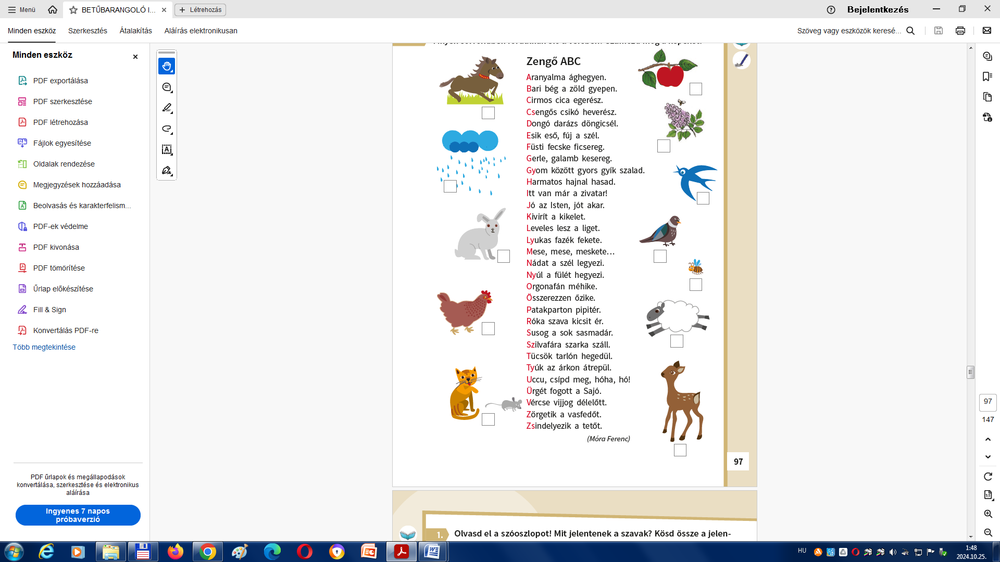 Menü
BETŰBARANGOLÓ I...
Létrehozás
Bejelentkezés
Minden eszköz
Szerkesztés
Átalakítás
Aláírás elektronikusan
Szöveg vagy eszközök keresé...
Minden eszköz
PDF exportálása
PDF szerkesztése
PDF létrehozása
Fájlok egyesítése
Oldalak rendezése
Megjegyzések hozzáadása
Beolvasás és karakterfelism...
PDF-ek védelme
PDF kivonása
PDF tömörítése
Űrlap előkészítése
Fill & Sign
Konvertálás PDF-re
Több megtekintése
PDF űrlapok és megállapodások
konvertálása, szerkesztése és elektronikus
aláírása
Ingyenes 7 napos
próbaverzió
Zengő ABC
Aranyalma ághegyen.
Bari bég a zöld gyepen.
Cirmos cica egerész.
Csengős csikó heverész.
Dongó darázs döngicsél.
Esik eső, fúj a szél.
Füsti fecske ficsereg.
Gerle, galamb kesereg.
Gyom között gyors gyík szalad.
Harmatos hajnal hasad.
Itt van már a zivatar!
Jó az Isten, jót akar.
Kivirít a kikelet.
Leveles lesz a liget.
Lyukas fazék fekete.
Mese, mese, meskete...
Nádat a szél legyezi.
Nyúl a fülét hegyezi.
Orgonafán méhike.
Összerezzen őzike.
Patakparton pipitér.
Róka szava kicsit ér.
Susog a sok sasmadár.
Szilvafára szarka száll.
Tücsök tarlón hegedül.
Tyúk az árkon átrepül.
Uccu, csípd meg, hóha, hó!
Ürgét fogott a Sajó.
Vércse vijjog délelőtt.
Zörgetik a vasfedőt.
Zsindelyezik a tetőt.
(Móra Ferenc)
97
1. Olvasd el a szóoszlopot! Mit jelentenek a szavak? Kösd össze a jelen-
97
147
HU
1:48
2024.10.25.